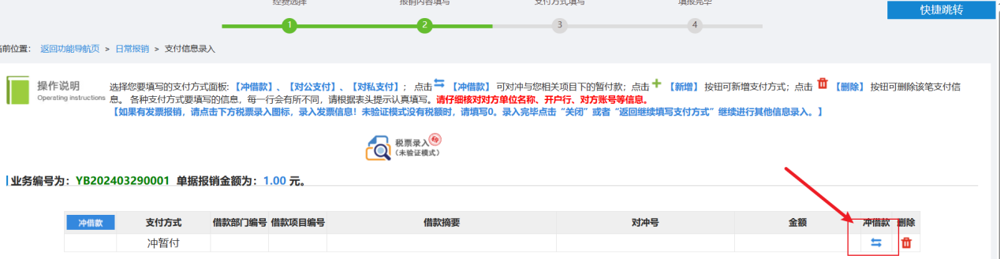 经费选择 报销内容填写 支付方式填写 填报完毕
快捷跳转
1 2 3 4
当前位置： 返回功能导航页 > 日常报销 > 支付信息录入
操作说明
Operating instructions
选择您要填写的支付方式面板:【冲借款】、【对公支付】、【对私支付】； 点击 【冲借款】 可对冲与您相关项目下的暂付款；点击 【新增】 按钮可新增支付方式；点击 【删除】 按钮可删除该笔支付信
息。 各种支付方式要填写的信息，每一行会有所不同，请根据表头提示认真填写。请仔细核对对方单位名称、开户行、对方账号等信息。
【如果有发票报销，请点击下方税票录入图标，录入发票信息！未验证模式没有税额时，请填写0。录入完毕点击“关闭”或者“返回继续填写支付方式”继续进行其他信息录入。】
税票录入
（未验证模式）
业务编号为：YB202403290001 单据报销金额为：1.00 元。
冲借款 支付方式 借款部门编号 借款项目编号 借款摘要 对冲号 金额 冲借款 删除
冲暂付